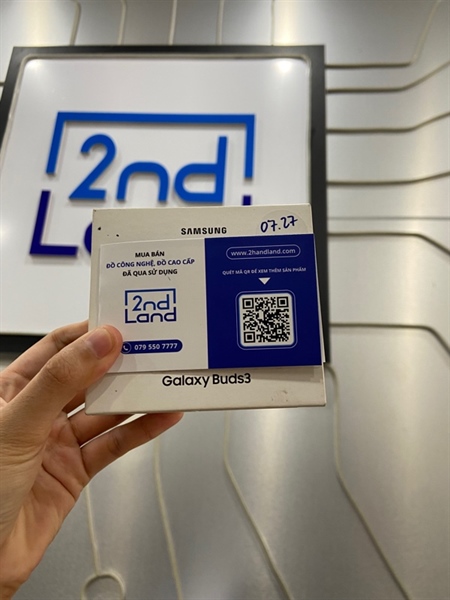 2nd
Land
SAMSUNG
07.27
MUA BÁN
ĐỒ CÔNG NGHỆ, ĐỒ CAO CẤP
ĐÃ QUA SỬ DỤNG
2nd
Land
079 550 7777
www.2handland.com
QUÉT MÃ QR ĐỂ XEM THÊM SẢN PHẨM
Galaxy Buds3